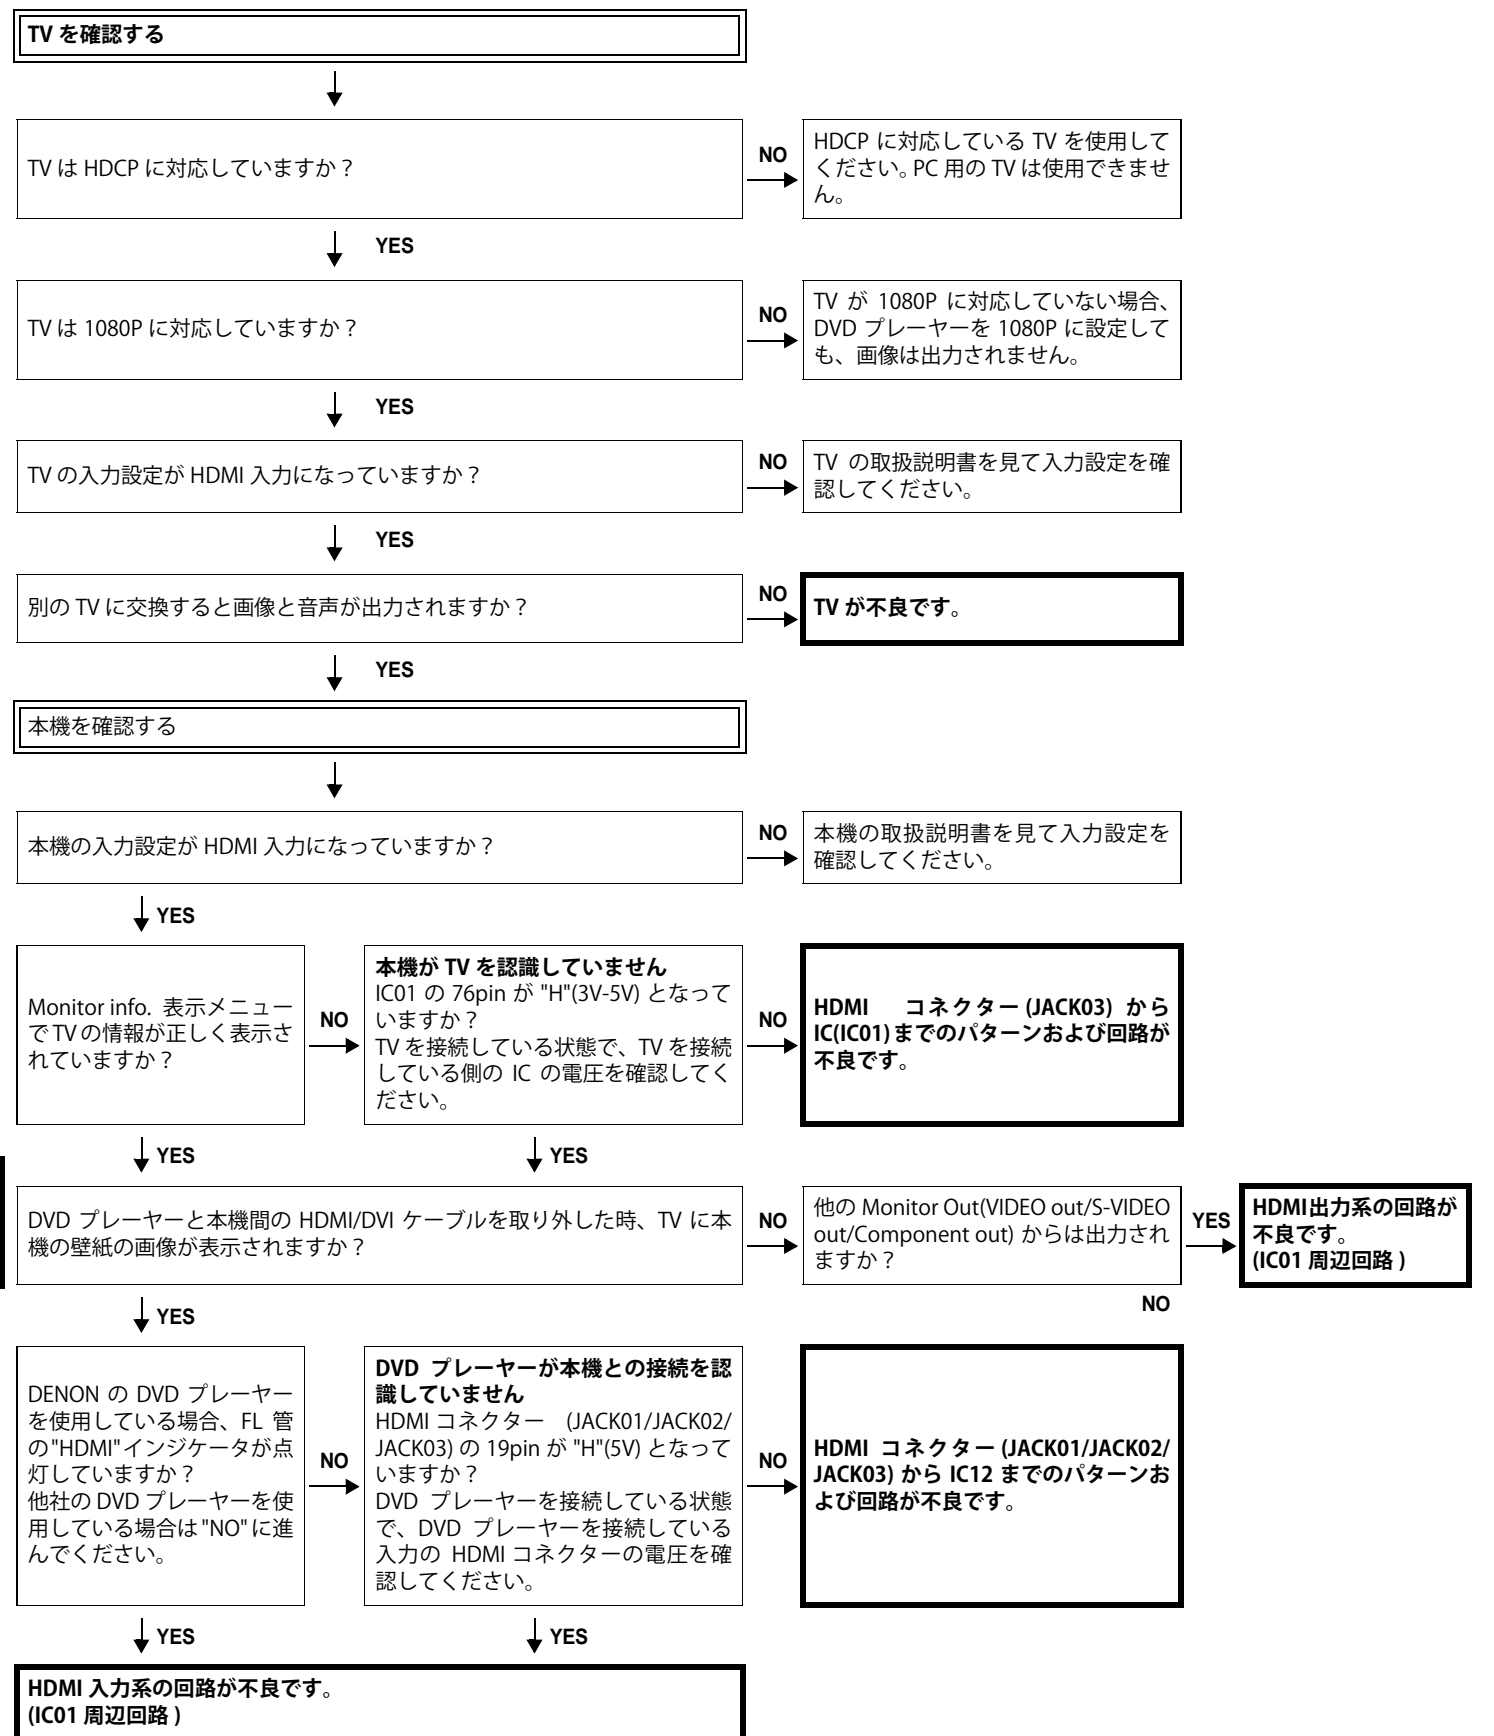 TV を確認する
TV は HDCP に対応していますか？
NO
HDCP に対応している TV を使用して
ください。PC 用の TV は使用できませ
ん。
YES
TV は 1080P に対応していますか？
NO
TV が 1080P に対応していない場合、
DVD プレーヤーを 1080P に設定して
も、画像は出力されません。
YES
TV の入力設定が HDMI 入力になっていますか？
NO
TV の取扱説明書を見て入力設定を確
認してください。
YES
別の TV に交換すると画像と音声が出力されますか？
NO
TV が不良です。
YES
本機を確認する
本機の入力設定が HDMI 入力になっていますか？
NO
本機の取扱説明書を見て入力設定を
確認してください。
YES
Monitor info. 表示メニュー
で TV の情報が正しく表示さ
れていますか？
NO
本機が TV を認識していません
IC01 の 76pin が "H"(3V-5V) となって
いますか？
TV を接続している状態で、TV を接続
している側の IC の電圧を確認してく
ださい。
NO
HDMI コネクター (JACK03) から
IC(IC01) までのパターンおよび回路が
不良です。
YES
YES
DVD プレーヤーと本機間の HDMI/DVI ケーブルを取り外した時、TV に本
機の壁紙の画像が表示されますか？
NO
他の Monitor Out(VIDEO out/S-VIDEO
out/Component out) からは出力され
ますか？
YES
HDMI出力系の回路が
不良です。
(IC01 周辺回路 )
NO
YES
DENON の DVD プレーヤー
を使用している場合、FL 管
の "HDMI" インジケータが点
灯していますか？
他社の DVD プレーヤーを使
用している場合は "NO" に進
んでください。
NO
DVD プレーヤーが本機との接続を認
識していません
HDMI コネクター (JACK01/JACK02/
JACK03) の 19pin が "H"(5V) となって
いますか？
DVD プレーヤーを接続している状態
で、DVD プレーヤーを接続している
入力の HDMI コネクターの電圧を確
認してください。
NO
HDMI コネクター (JACK01/JACK02/
JACK03) から IC12 までのパターンお
よび回路が不良です。
YES
YES
HDMI 入力系の回路が不良です。
(IC01 周辺回路 )